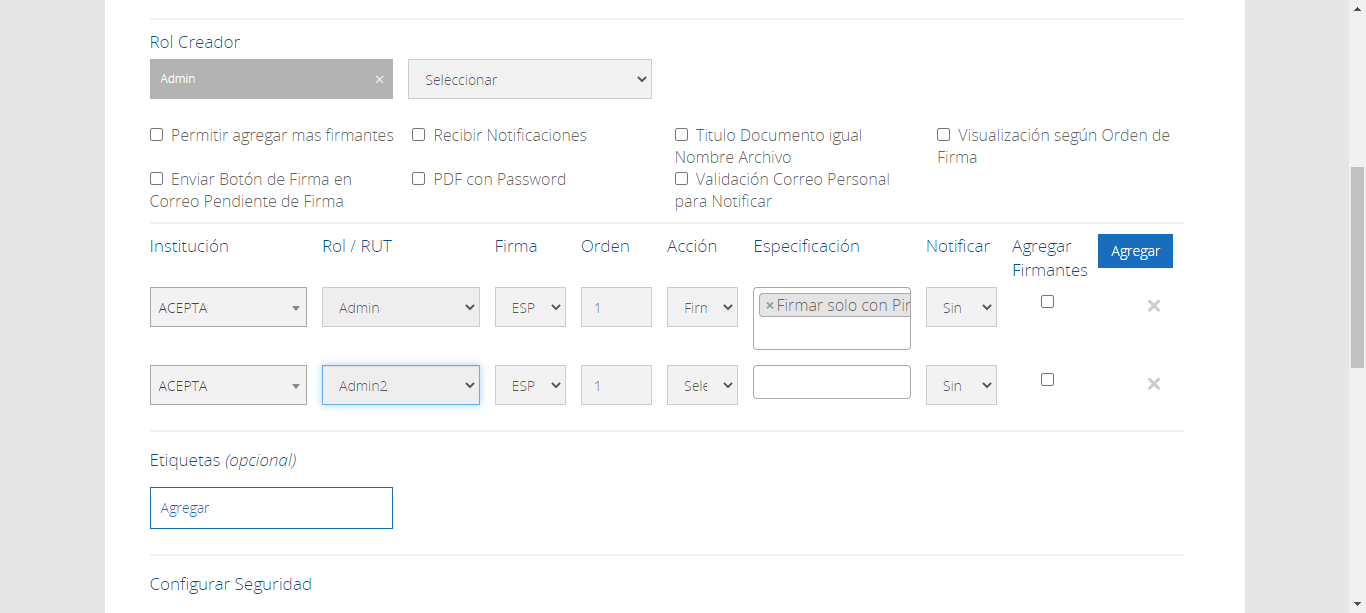 Rol Creador
Admin ×
Seleccionar
Permitir agregar mas firmantes
Recibir Notificaciones
Titulo Documento igual
Nombre Archivo
Visualización según Orden de
Firma
Enviar Botón de Firma en
Correo Pendiente de Firma
PDF con Password
Validación Correo Personal
para Notificar
Institución Rol / RUT Firma Orden Acción Especificación Notificar Agregar
Firmantes
Agregar
ACEPTA Admin ESP 1 Firm ×Firmar solo con Pin Sin ×
ACEPTA Admin2 ESP 1 Sele Sin ×
Etiquetas (opcional)
Agregar
Configurar Seguridad